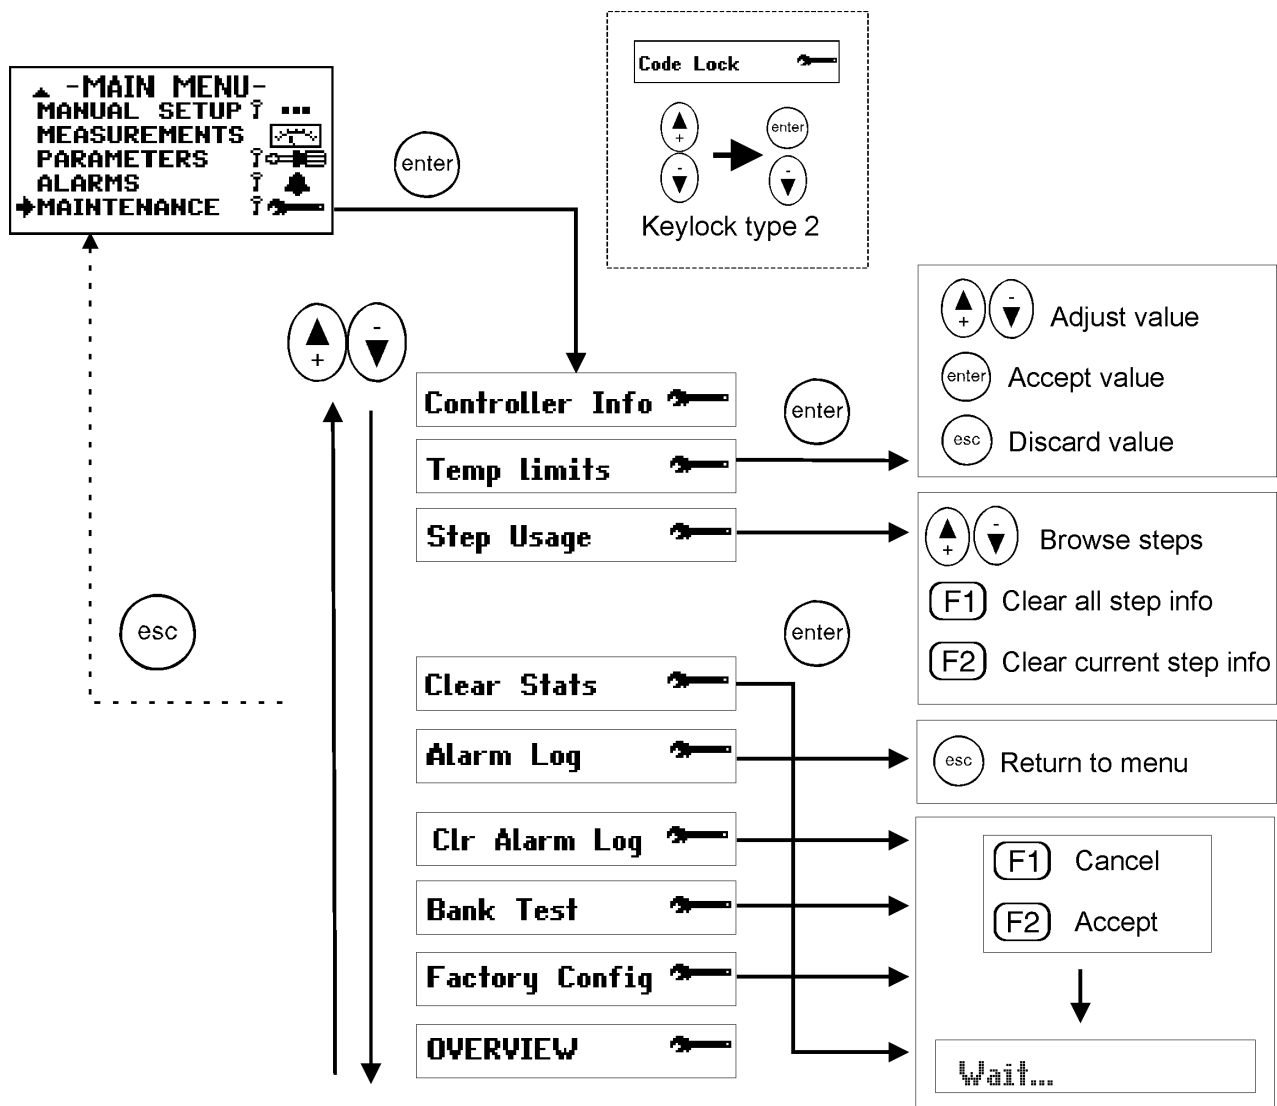 -MAIN MENU-
MANUAL SETUP
MEASUREMENTS
PARAMETERS
ALARMS
MAINTENANCE
enter
Code Lock
+
-
enter
-
Keylock type 2
+
-
esc
Controller Info
Temp limits
Step Usage
Clear Stats
Alarm Log
Clr Alarm Log
Bank Test
Factory Config
OVERVIEW
enter
enter
+ - Adjust value
enter Accept value
esc Discard value
+ - Browse steps
F1 Clear all step info
F2 Clear current step info
esc Return to menu
F1 Cancel
F2 Accept
Wait...